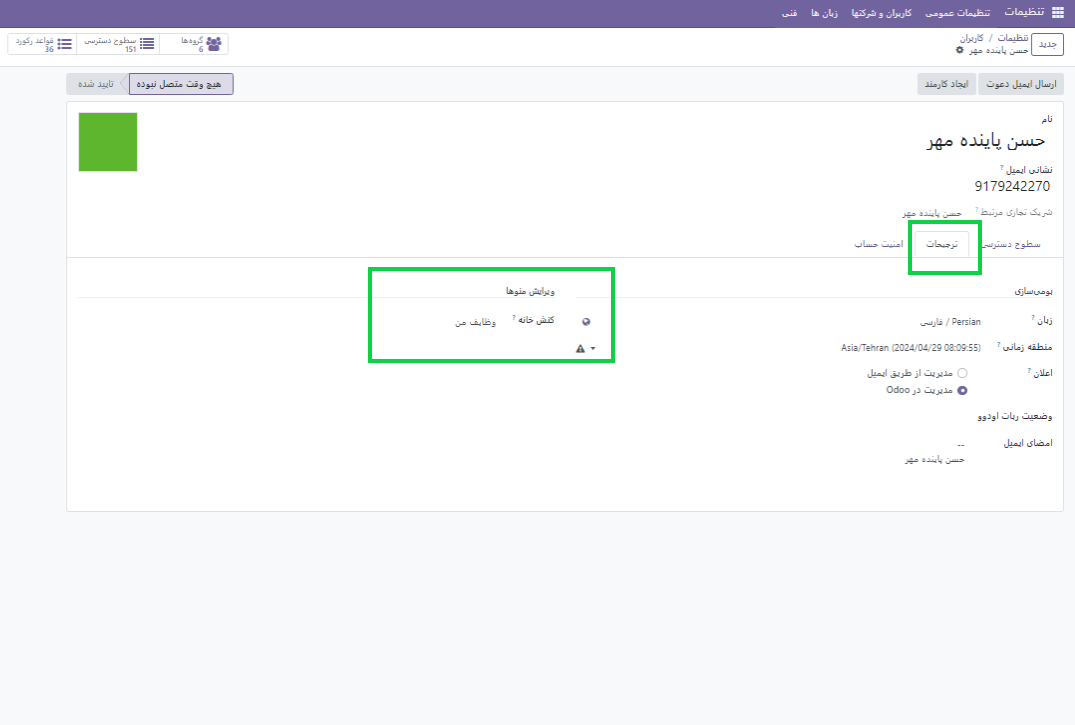 تنظیمات تنظیمات عمومی کاربران و شرکتها زبان ها فنی
جدید
تنظیمات / کاربران
حسن پاینده مهر
گروه‌ها
6
سطوح دسترسی
151
قواعد رکورد
36
ارسال ایمیل دعوت ایجاد کارمند
هیچ وقت متصل نبوده تایید شده
نام
حسن پاینده مهر
نشانی ایمیل ?
9179242270
شریک تجاری مرتبط ? حسن پاینده مهر
سطوح دسترسی ترجیحات امنیت حساب
بومی‌سازی
زبان ? Persian / فارسی
منطقه زمانی ? Asia/Tehran (2024/04/29 08:09:55)
اعلان ? مدیریت از طریق ایمیل
مدیریت در Odoo
وضعیت ربات اودوو
امضای ایمیل --
حسن پاینده مهر
ویرایش منوها
کنش خانه ? وظایف من